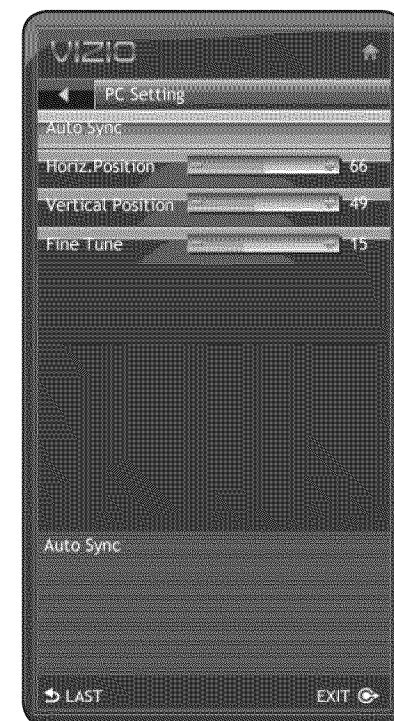 VIZIO
PC Setting
Auto Sync
Horiz.Position 66
Vertical Position 49
Fine Tune 15
Auto Sync
LAST EXIT